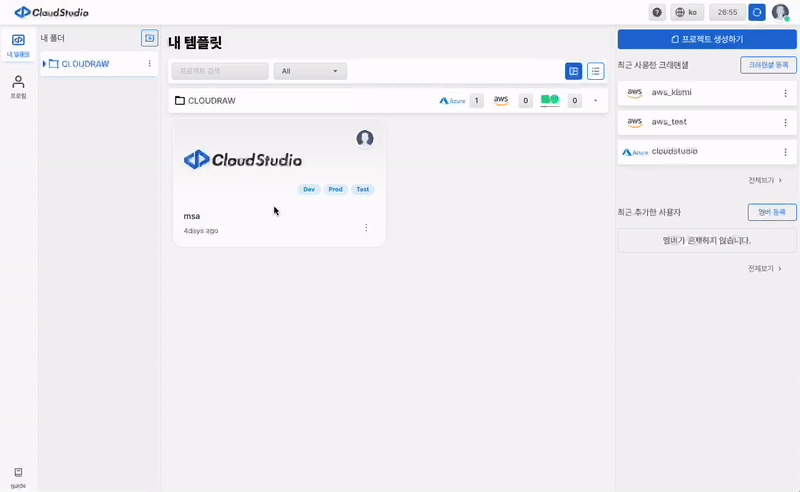 CloudStudio
ko
26:55
내 템플릿
프로필
guide
내 폴더
CLOUDRAW
내 템플릿
프로젝트 검색
All
CLOUDRAW
Azure 1
aws 0
0
CloudStudio
Dev Prod Test
msa
4days ago
프로젝트 생성하기
최근 사용한 크레덴셜
크레덴셜 등록
aws aws_kismi
aws aws_test
Azure cloudstudio
전체보기 >
최근 추가한 사용자
멤버 등록
멤버가 존재하지 않습니다.
전체보기 >